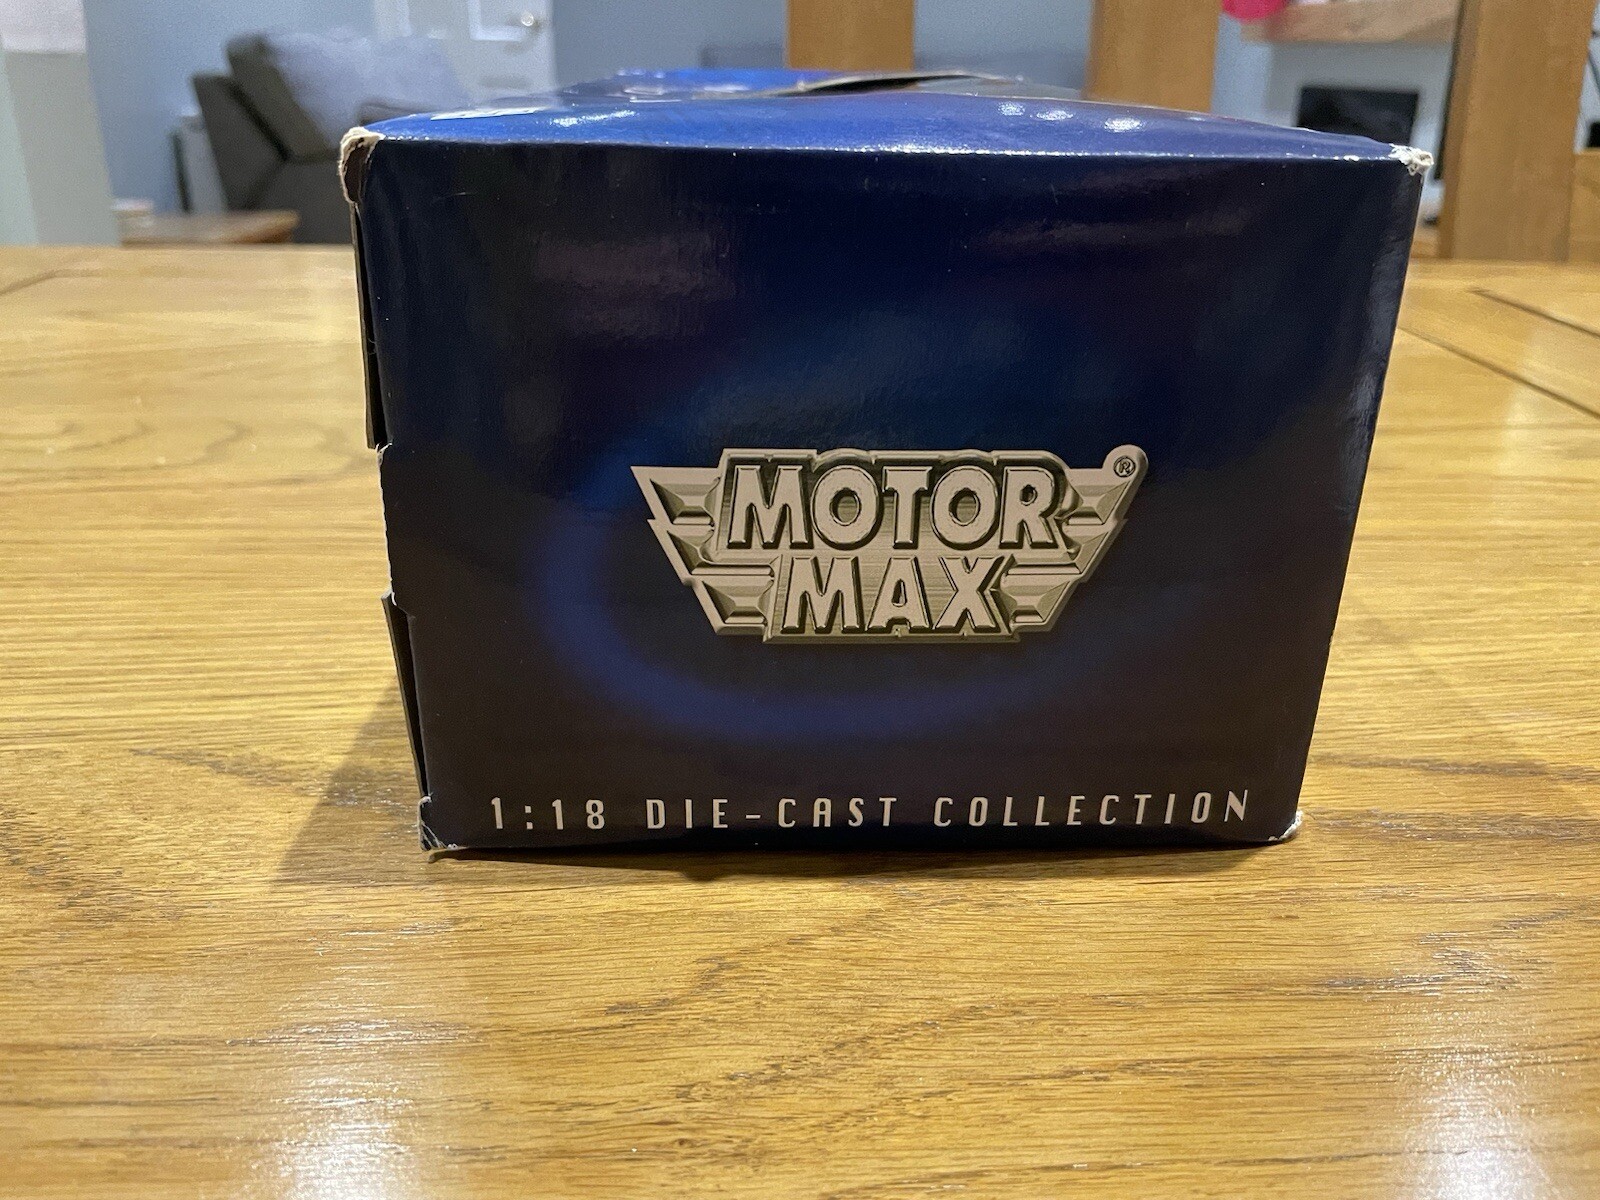 MOTOR
MAX
®
1:18 DIE-CAST COLLECTION